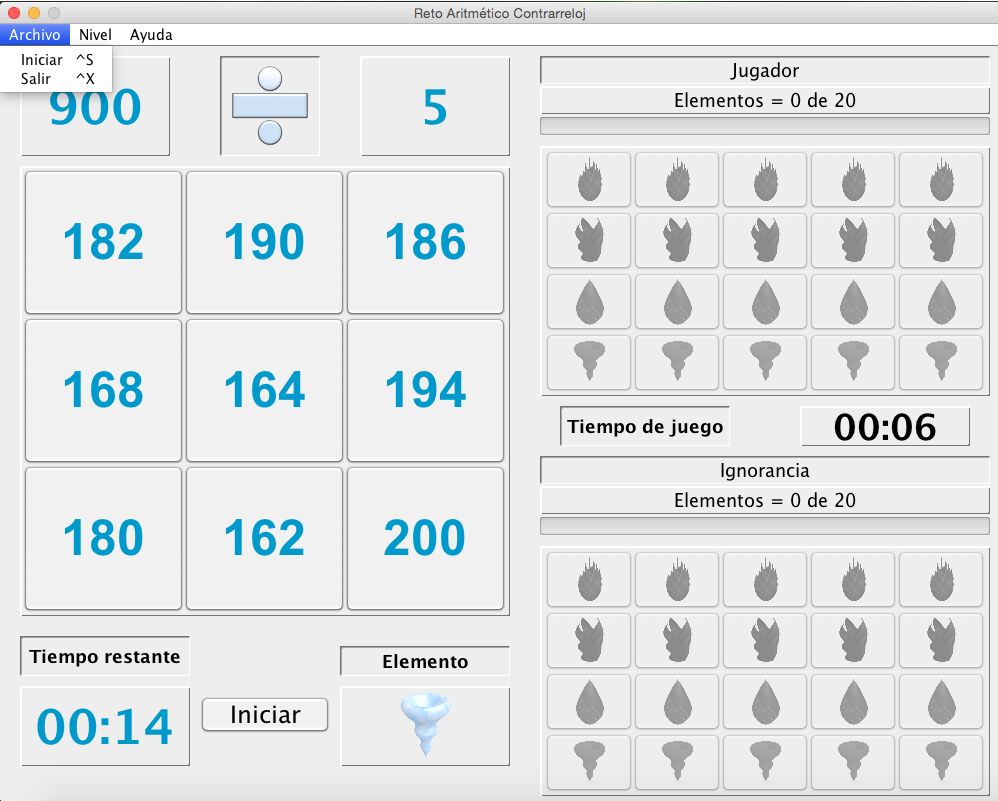 Reto Aritmético Contrarreloj
Archivo Nivel Ayuda
Iniciar ^S
Salir ^X
900 5
182 190 186
168 164 194
180 162 200
Tiempo restante
00:14
Iniciar
Elemento
Jugador
Elementos = 0 de 20
Tiempo de juego 00:06
Ignorancia
Elementos = 0 de 20